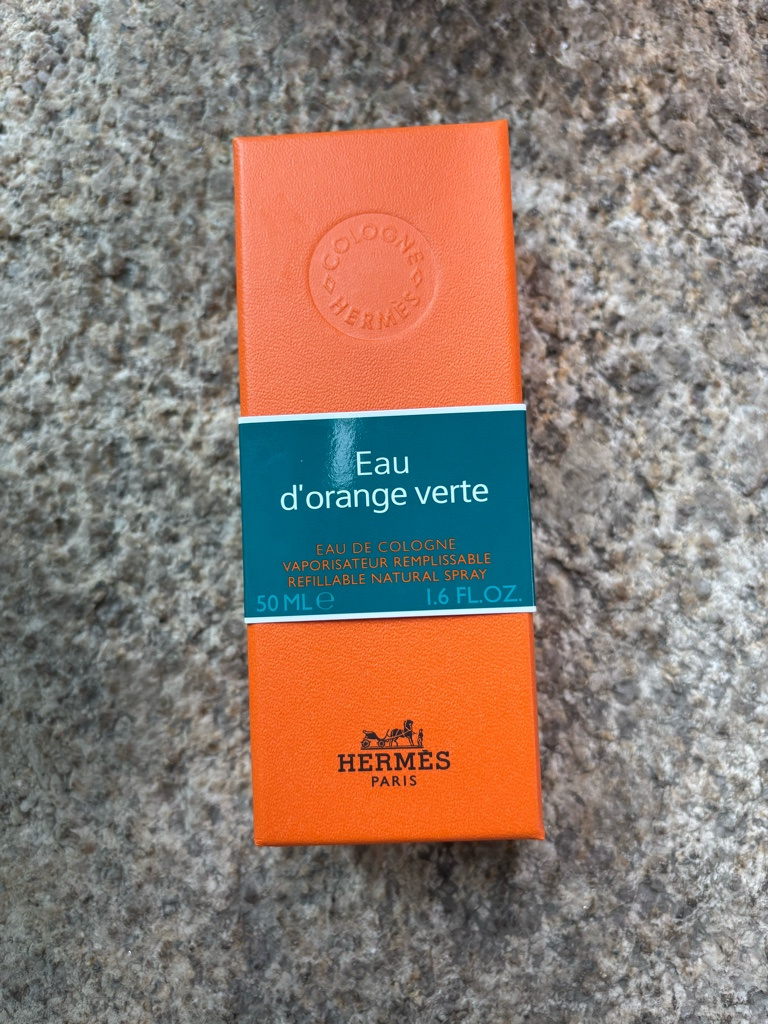 COLOGNE
HERMÈS
Eau
d'orange verte
EAU DE COLOGNE
VAPORISATEUR REMPLISSABLE
REFILLABLE NATURAL SPRAY
50 ML ℮ 1.6 FL.OZ.
HERMÈS
PARIS